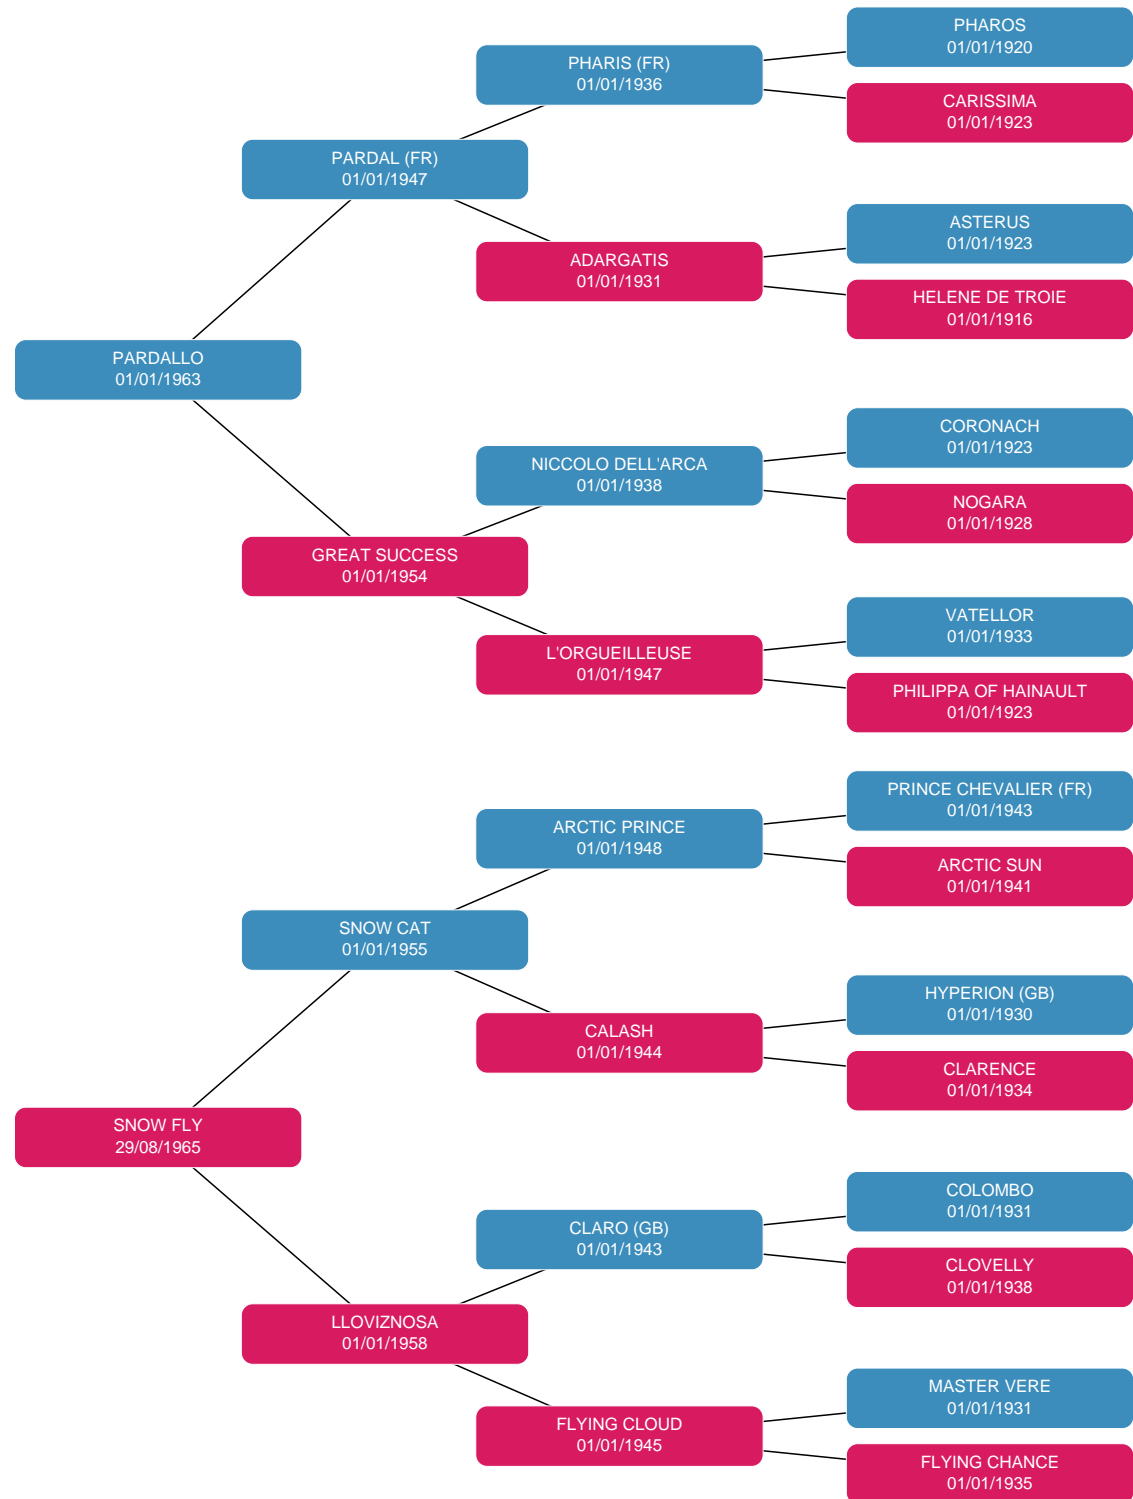 PHAROS
01/01/1920
PHARIS (FR)
01/01/1936
CARISSIMA
01/01/1923
PARDAL (FR)
01/01/1947
ASTERUS
01/01/1923
ADARGATIS
01/01/1931
HELENE DE TROIE
01/01/1916
PARDALLO
01/01/1963
CORONACH
01/01/1923
NICCOLO DELL'ARCA
01/01/1938
NOGARA
01/01/1928
GREAT SUCCESS
01/01/1954
VATELLOR
01/01/1933
L'ORGUEILLEUSE
01/01/1947
PHILIPPA OF HAINAULT
01/01/1923
PRINCE CHEVALIER (FR)
01/01/1943
ARCTIC PRINCE
01/01/1948
ARCTIC SUN
01/01/1941
SNOW CAT
01/01/1955
HYPERION (GB)
01/01/1930
CALASH
01/01/1944
CLARENCE
01/01/1934
SNOW FLY
29/08/1965
COLOMBO
01/01/1931
CLARO (GB)
01/01/1943
CLOVELLY
01/01/1938
LLOVIZNOSA
01/01/1958
MASTER VERE
01/01/1931
FLYING CLOUD
01/01/1945
FLYING CHANCE
01/01/1935